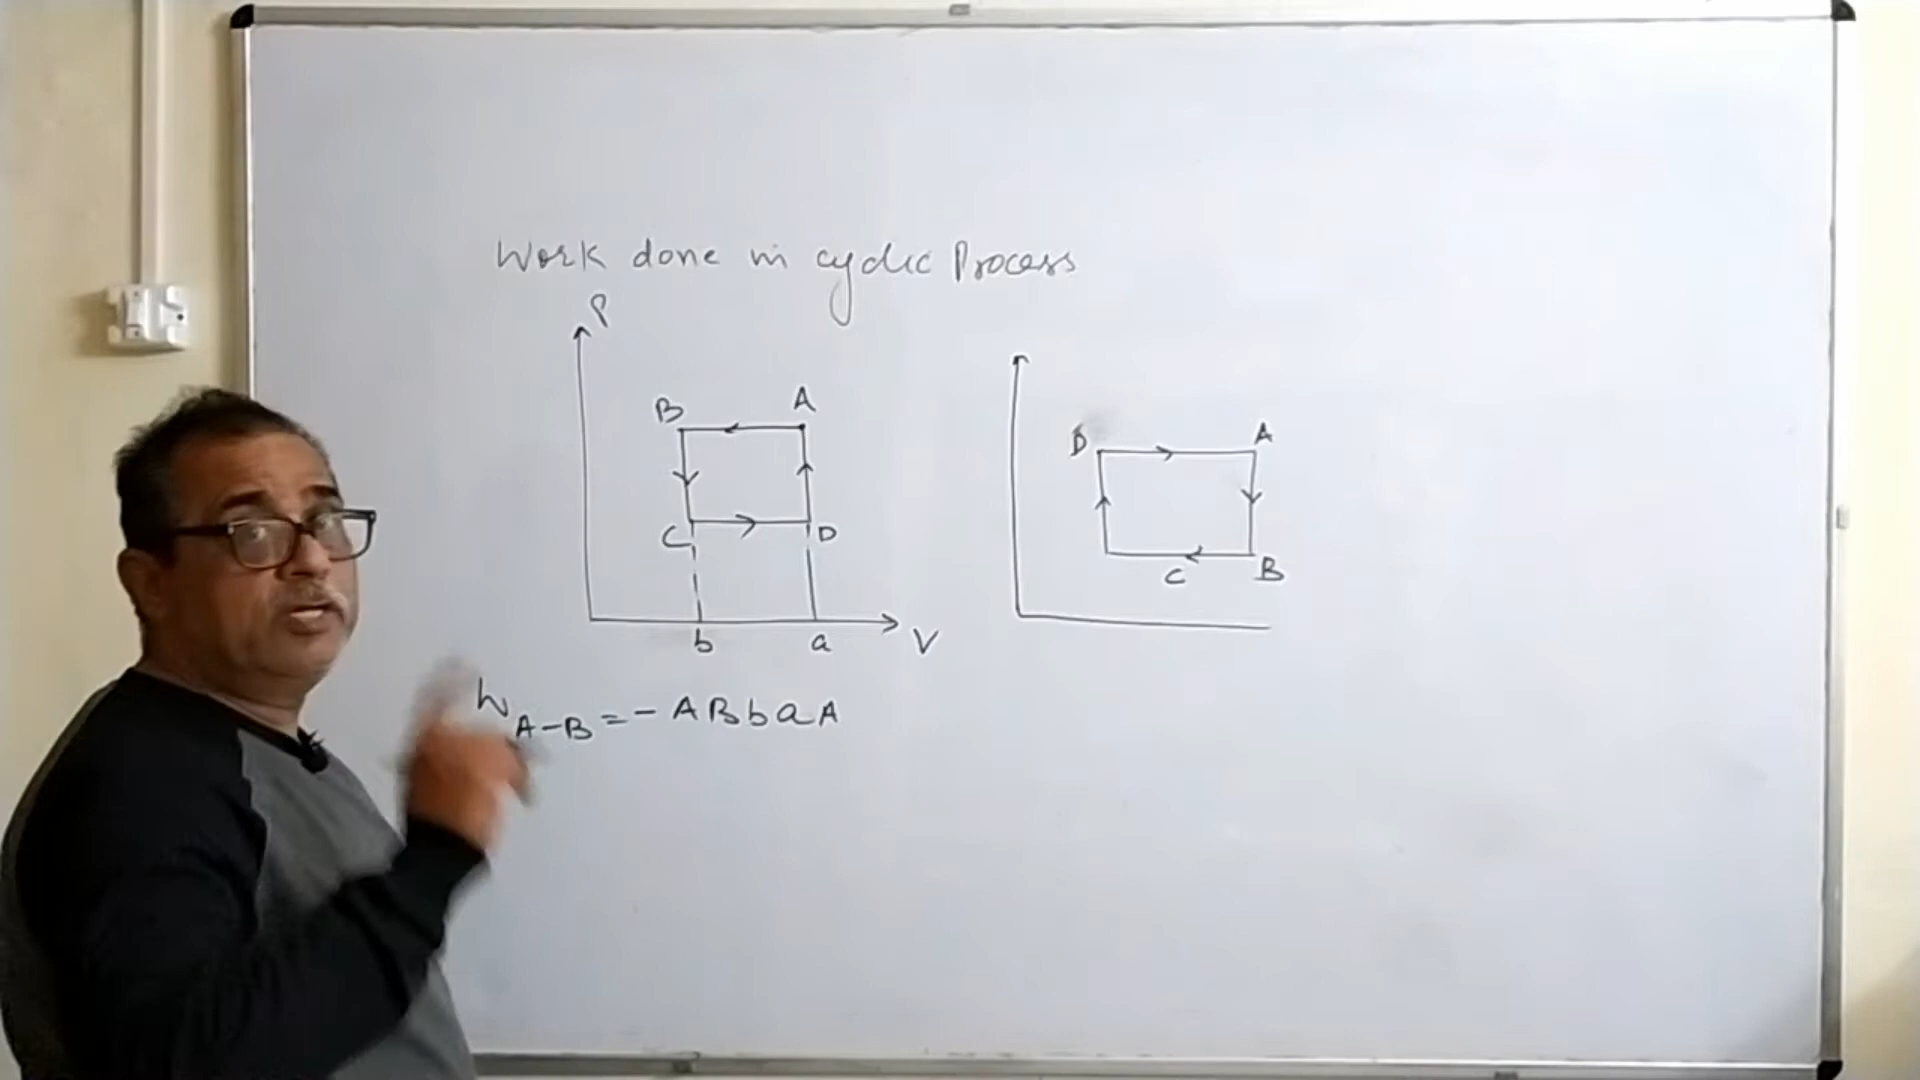 Work done in cyclic Process
P
B A
C D
b a V
D A
C B
W A-B = - ABbaA